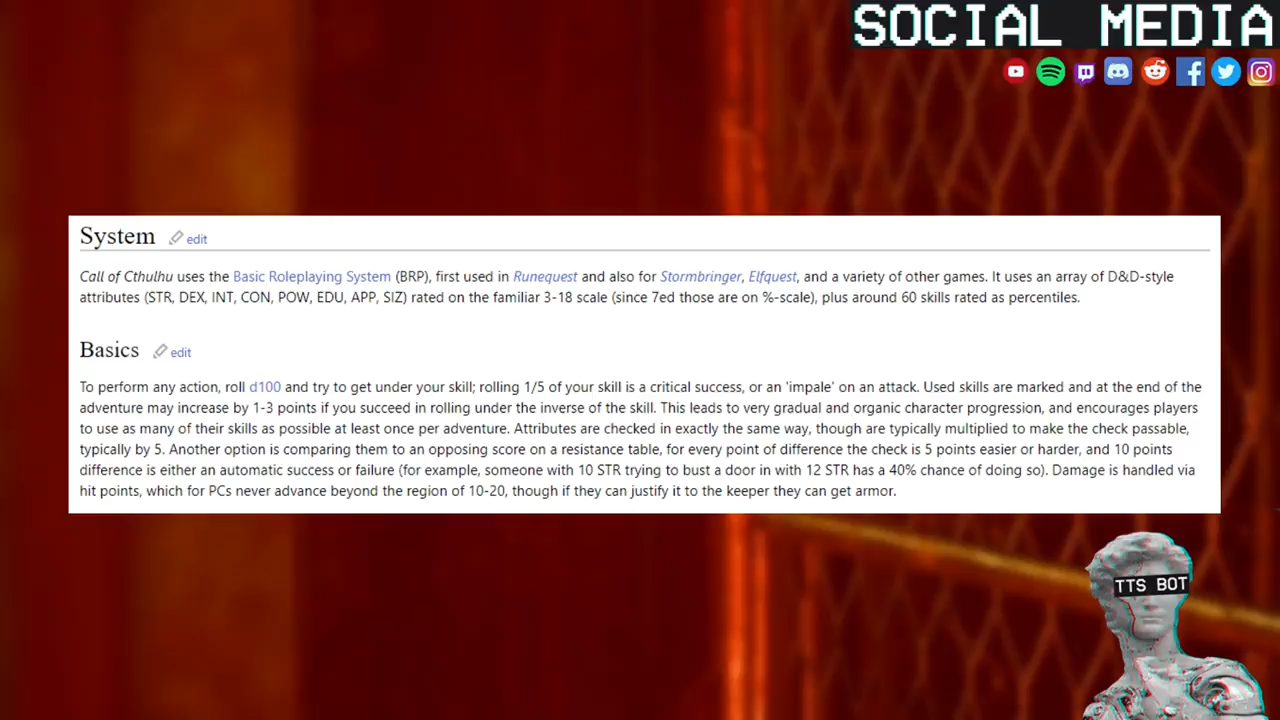 SOCIAL MEDIA
System edit
Call of Cthulhu uses the Basic Roleplaying System (BRP), first used in Runequest and also for Stormbringer, Elfquest, and a variety of other games. It uses an array of D&D-style
attributes (STR, DEX, INT, CON, POW, EDU, APP, SIZ) rated on the familiar 3-18 scale (since 7ed those are on %-scale), plus around 60 skills rated as percentiles.
Basics edit
To perform any action, roll d100 and try to get under your skill; rolling 1/5 of your skill is a critical success, or an 'impale' on an attack. Used skills are marked and at the end of the
adventure may increase by 1-3 points if you succeed in rolling under the inverse of the skill. This leads to very gradual and organic character progression, and encourages players
to use as many of their skills as possible at least once per adventure. Attributes are checked in exactly the same way, though are typically multiplied to make the check passable,
typically by 5. Another option is comparing them to an opposing score on a resistance table, for every point of difference the check is 5 points easier or harder, and 10 points
difference is either an automatic success or failure (for example, someone with 10 STR trying to bust a door in with 12 STR has a 40% chance of doing so). Damage is handled via
hit points, which for PCs never advance beyond the region of 10-20, though if they can justify it to the keeper they can get armor.
TTS BOT